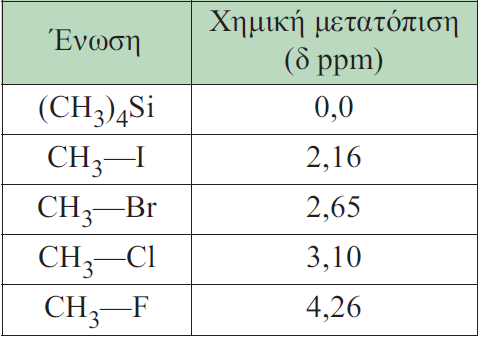 Ένωση
Χημική μετατόπιση
(δ ppm)
(CH₃)₄Si 0,0
CH₃—I 2,16
CH₃—Br 2,65
CH₃—Cl 3,10
CH₃—F 4,26